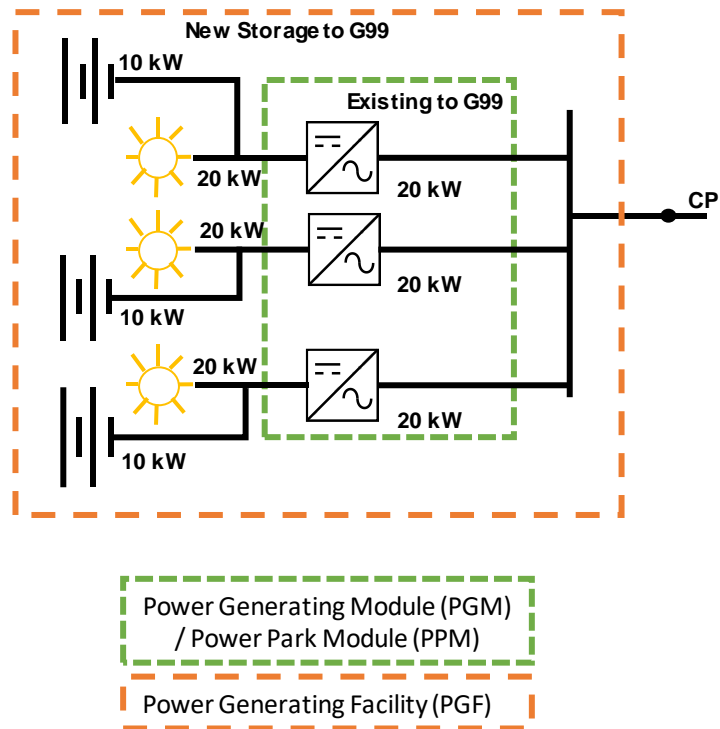 New Storage to G99
10 kW
Existing to G99
20 kW
20 kW
CP
20 kW
20 kW
10 kW
20 kW
20 kW
10 kW
Power Generating Module (PGM)
/ Power Park Module (PPM)
Power Generating Facility (PGF)